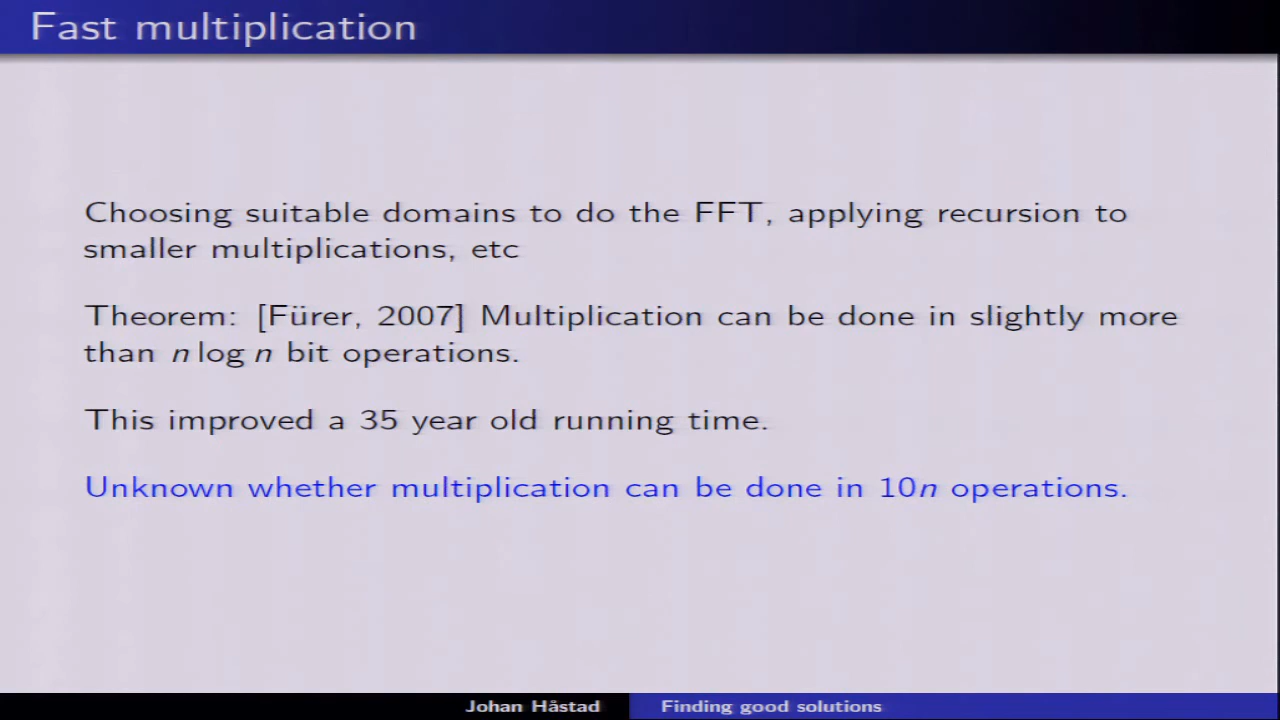 Fast multiplication
Choosing suitable domains to do the FFT, applying recursion to
smaller multiplications, etc
Theorem: [Fürer, 2007] Multiplication can be done in slightly more
than n log n bit operations.
This improved a 35 year old running time.
Unknown whether multiplication can be done in 10n operations.
Johan Håstad
Finding good solutions